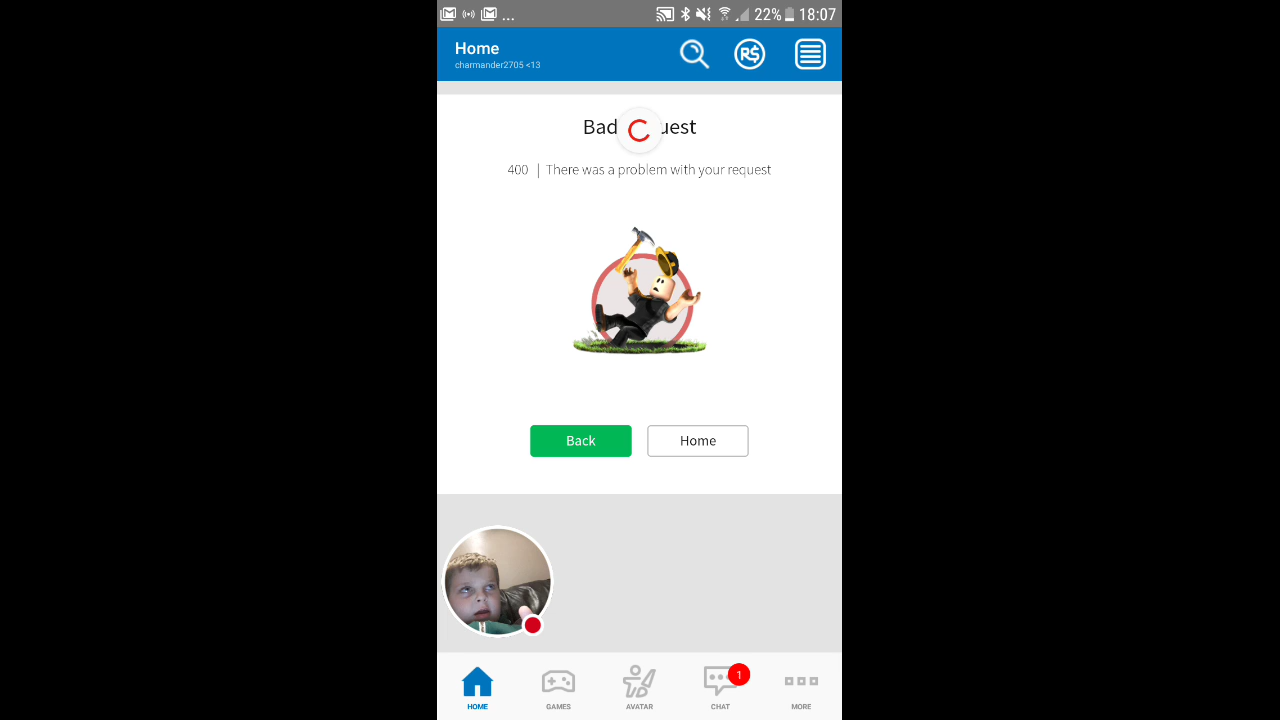 ... 22% 18:07
Home
charmander2705 <13
R$
Bad uest
400 | There was a problem with your request
Back Home
1
HOME GAMES AVATAR CHAT MORE